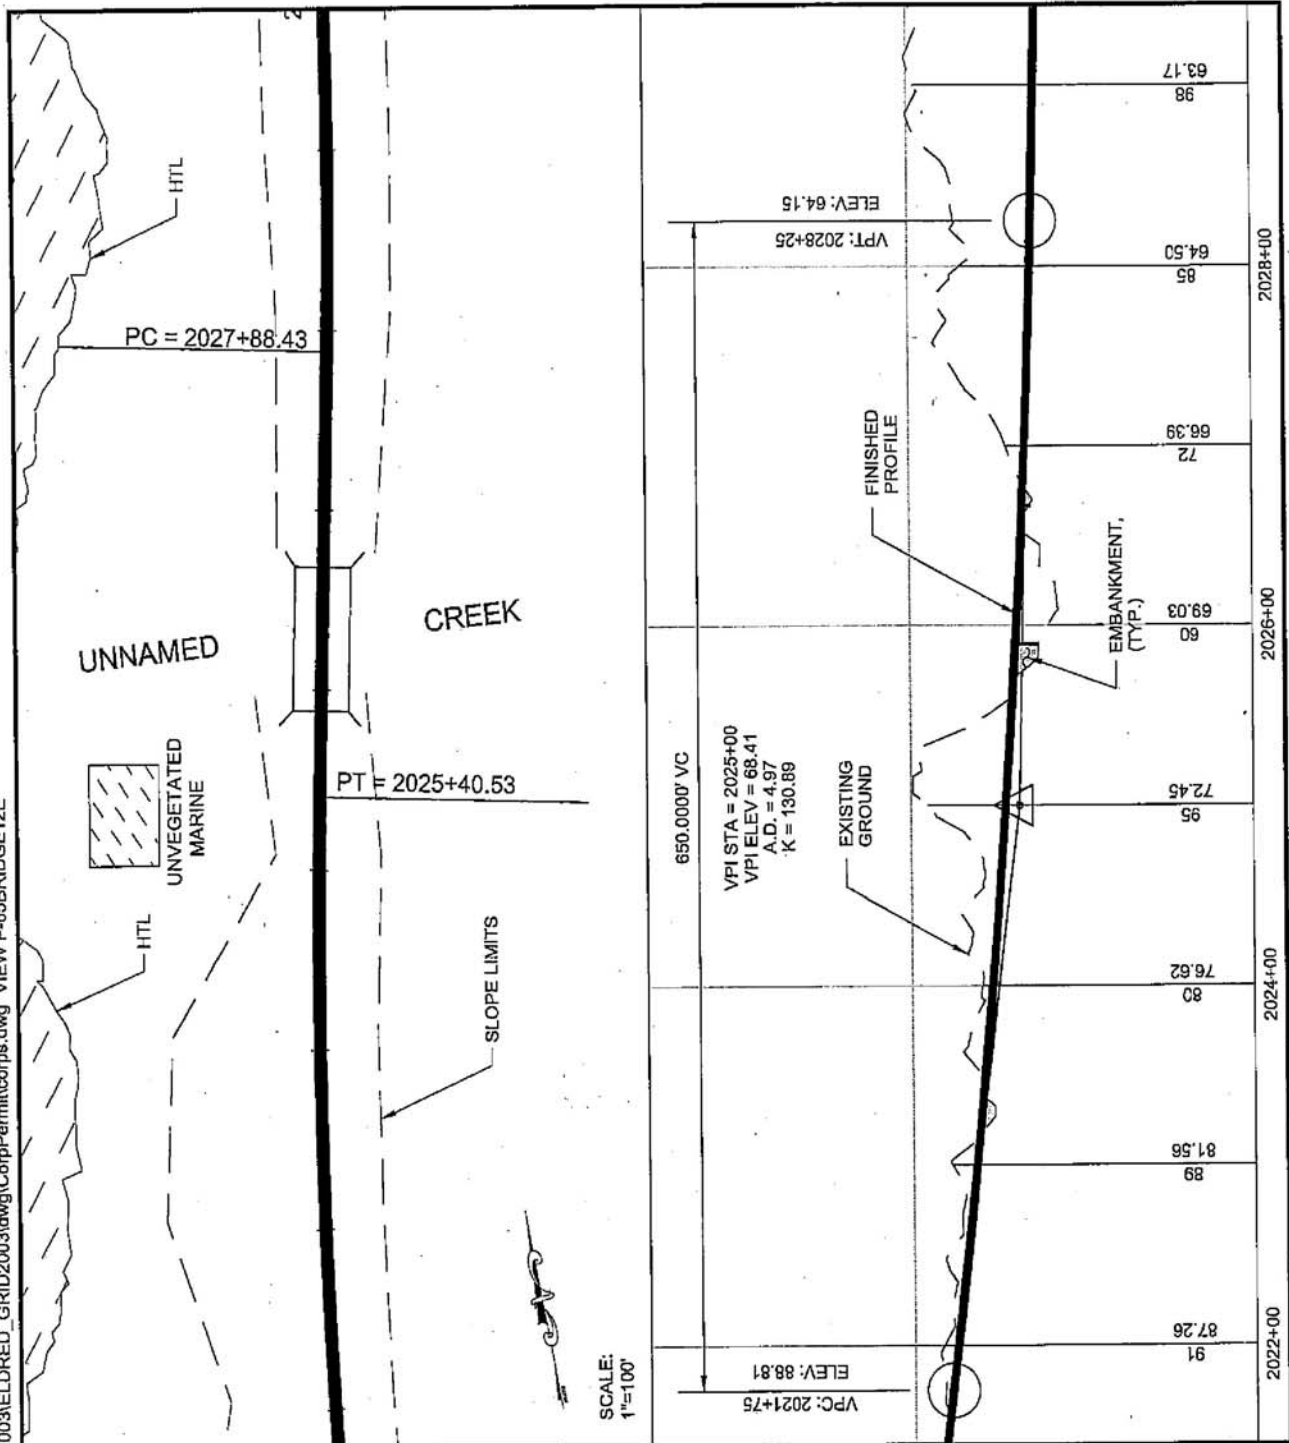 003\ELDRED_GRID2003\dwg\CorpPermit\corps.dwg VIEW P-03BRIDGE12E
HTL
PC = 2027+88.43
UNNAMED
CREEK
UNVEGETATED
MARINE
PT = 2025+40.53
HTL
SLOPE LIMITS
SCALE:
1"=100'
650.0000' VC
VPI STA = 2025+00
VPI ELEV = 68.41
A.D. = 4.97
K = 130.89
EXISTING
GROUND
FINISHED
PROFILE
EMBANKMENT,
(TYP.)
VPC: 2021+75
ELEV: 88.81
VPT: 2028+25
ELEV: 64.15
91
87.26
89
81.56
80
76.62
95
72.45
60
69.03
72
66.39
85
64.50
98
63.17
2022+00
2024+00
2026+00
2028+00